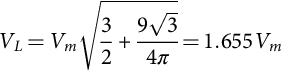 $V_L = V_m \sqrt{\frac{3}{2} + \frac{9\sqrt{3}}{4\pi}} = 1.655 V_m$